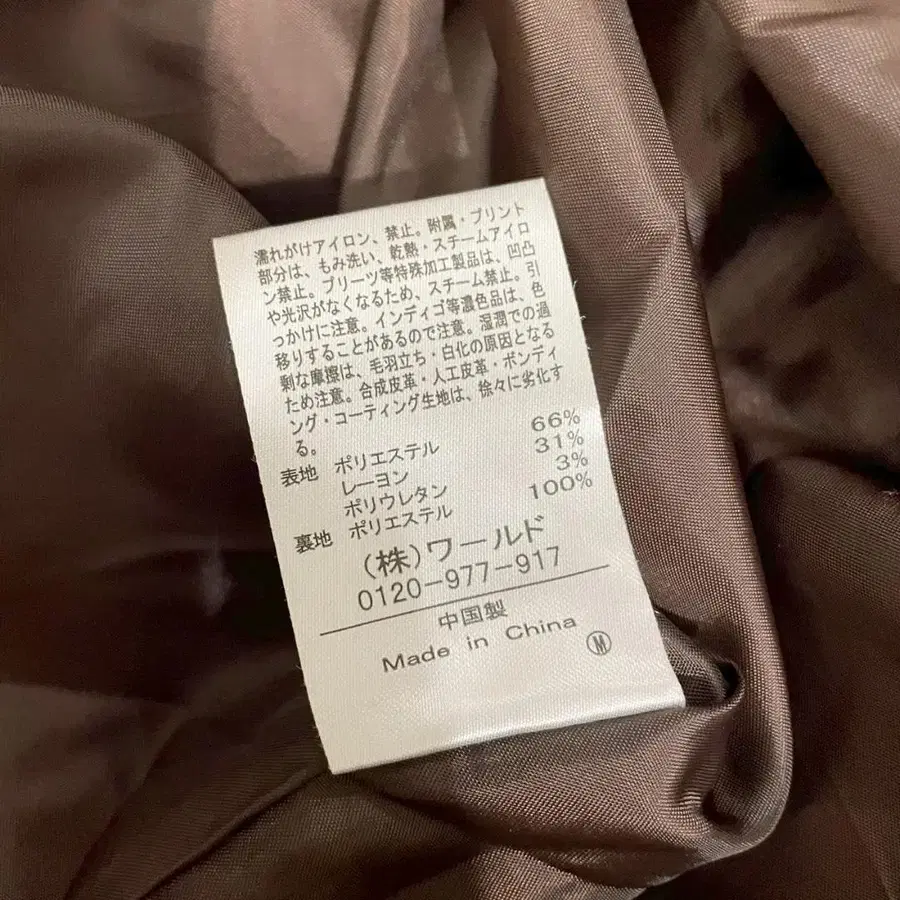 濡れがけアイロン、禁止。附属・プリント
部分は、もみ洗い、乾熱・スチームアイロ
ン禁止。プリーツ等特殊加工製品は、凹凸
や光沢がなくなるため、スチーム禁止。引
っかけに注意。インディゴ等濃色品は、色
移りすることがあるので注意。湿潤での過
剰な摩擦は、毛羽立ち・白化の原因となる
ため注意。合成皮革・人工皮革・ボンディ
ング・コーティング生地は、徐々に劣化す
る。
表地 ポリエステル 66%
レーヨン 31%
ポリウレタン 3%
裏地 ポリエステル 100%
(株)ワールド
0120-977-917
中国製
Made in China
M